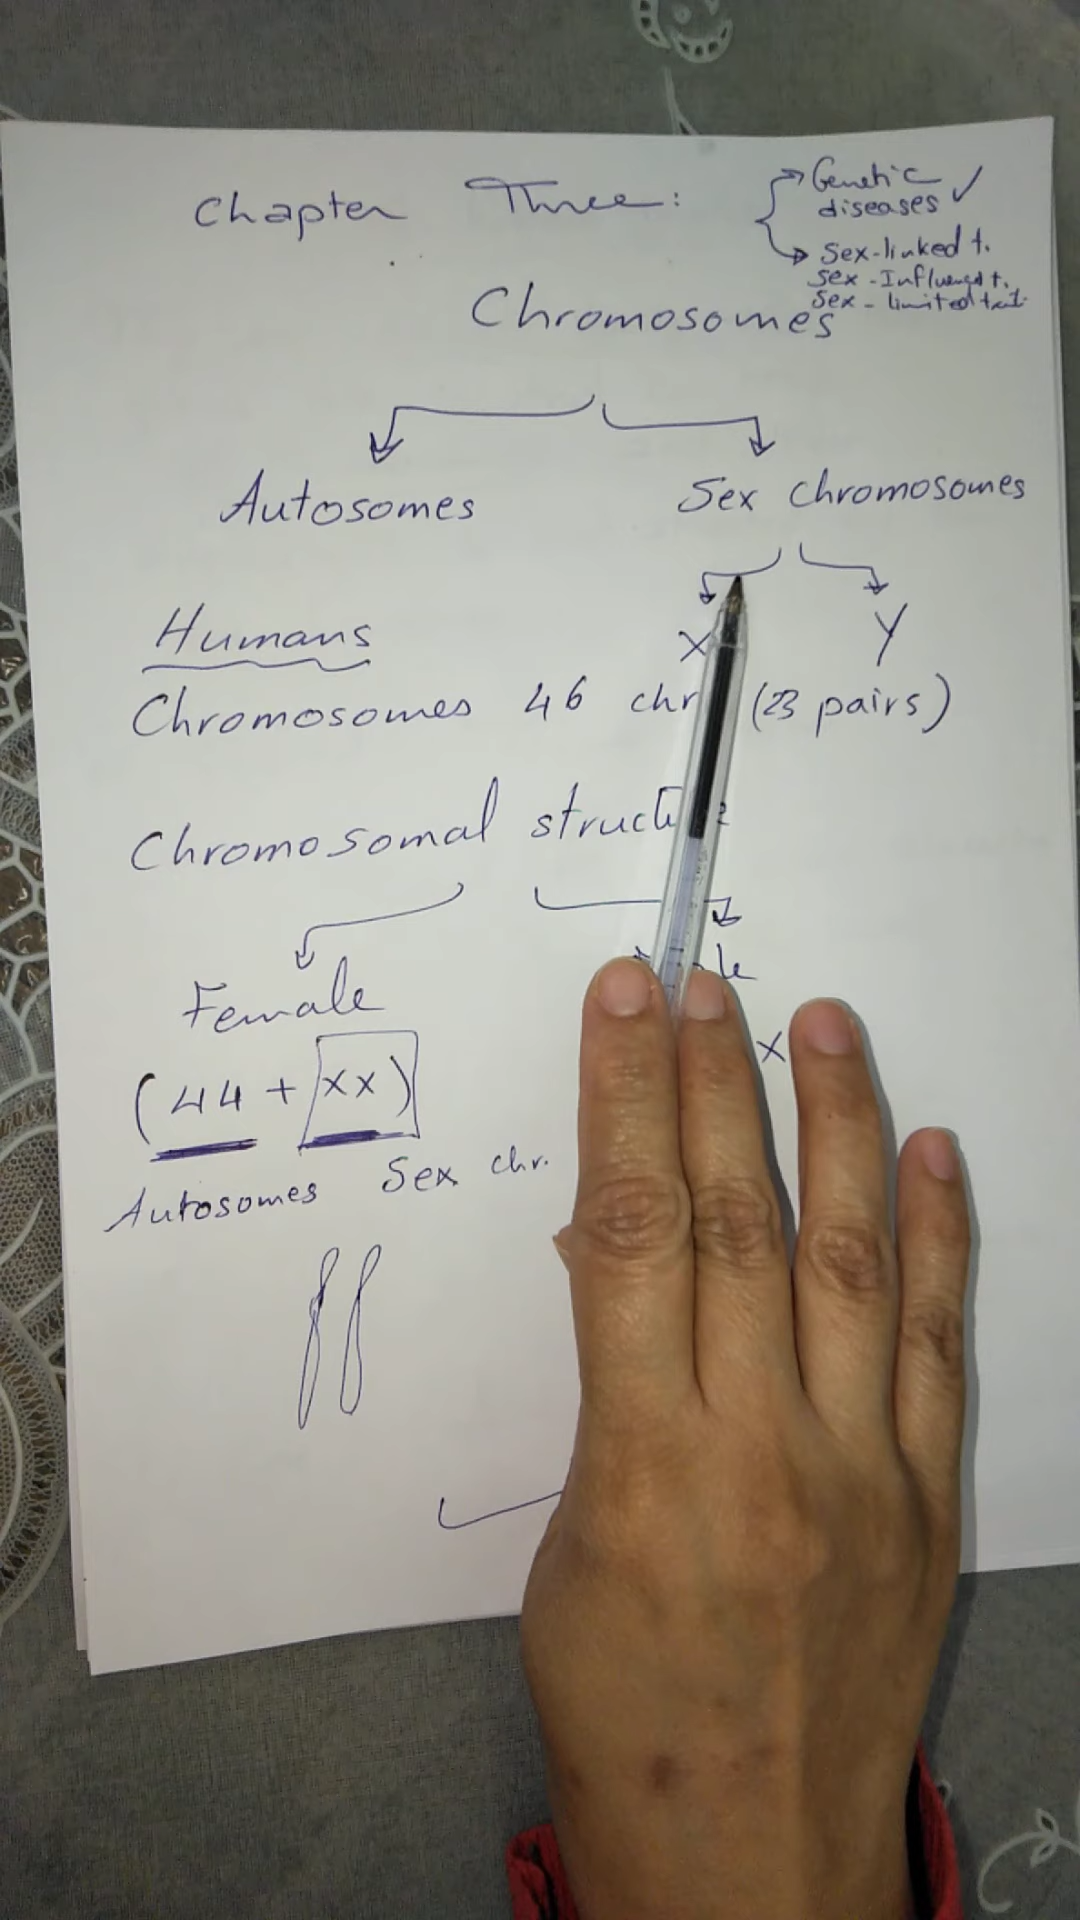 Chapter Three:
Genetic
diseases ✓
Sex-linked t.
Sex-Influenced t.
Sex-limited trait.
Chromosomes
Autosomes
Sex chromosomes
X Y
Humans
Chromosomes 46 chr (23 pairs)
Chromosomal
Female
(44 + XX) X
Autosomes Sex chr.